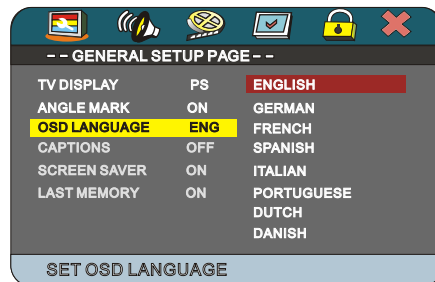 -- GENERAL SETUP PAGE--
TV DISPLAY PS ENGLISH
ANGLE MARK ON GERMAN
OSD LANGUAGE ENG FRENCH
CAPTIONS OFF SPANISH
SCREEN SAVER ON ITALIAN
LAST MEMORY ON PORTUGUESE
DUTCH
DANISH
SET OSD LANGUAGE